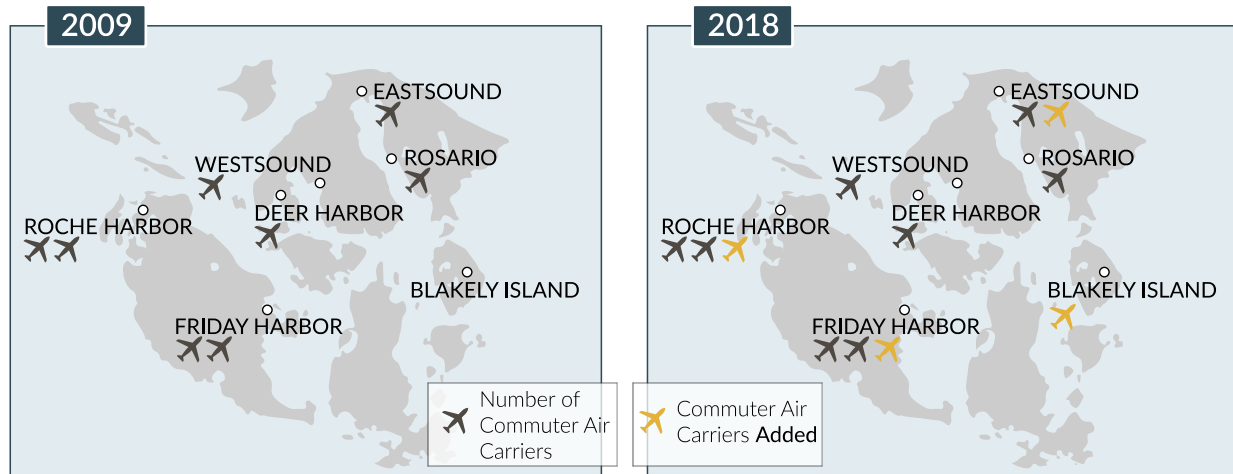 2009
EASTSOUND
ROSARIO
WESTSOUND
DEER HARBOR
ROCHE HARBOR
BLAKELY ISLAND
FRIDAY HARBOR
Number of
Commuter Air
Carriers
2018
EASTSOUND
ROSARIO
WESTSOUND
DEER HARBOR
ROCHE HARBOR
BLAKELY ISLAND
FRIDAY HARBOR
Commuter Air
Carriers Added